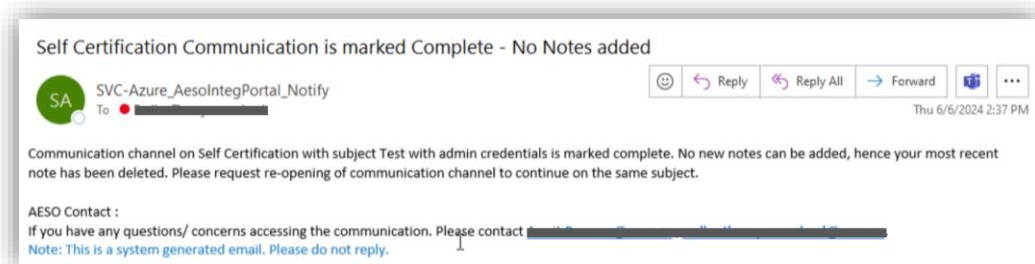 Self Certification Communication is marked Complete - No Notes added
SA
SVC-Azure_AesoIntegPortal_Notify
To
Reply
Reply All
Forward
Thu 6/6/2024 2:37 PM
Communication channel on Self Certification with subject Test with admin credentials is marked complete. No new notes can be added, hence your most recent
note has been deleted. Please request re-opening of communication channel to continue on the same subject.
AESO Contact :
If you have any questions/ concerns accessing the communication. Please contact
Note: This is a system generated email. Please do not reply.